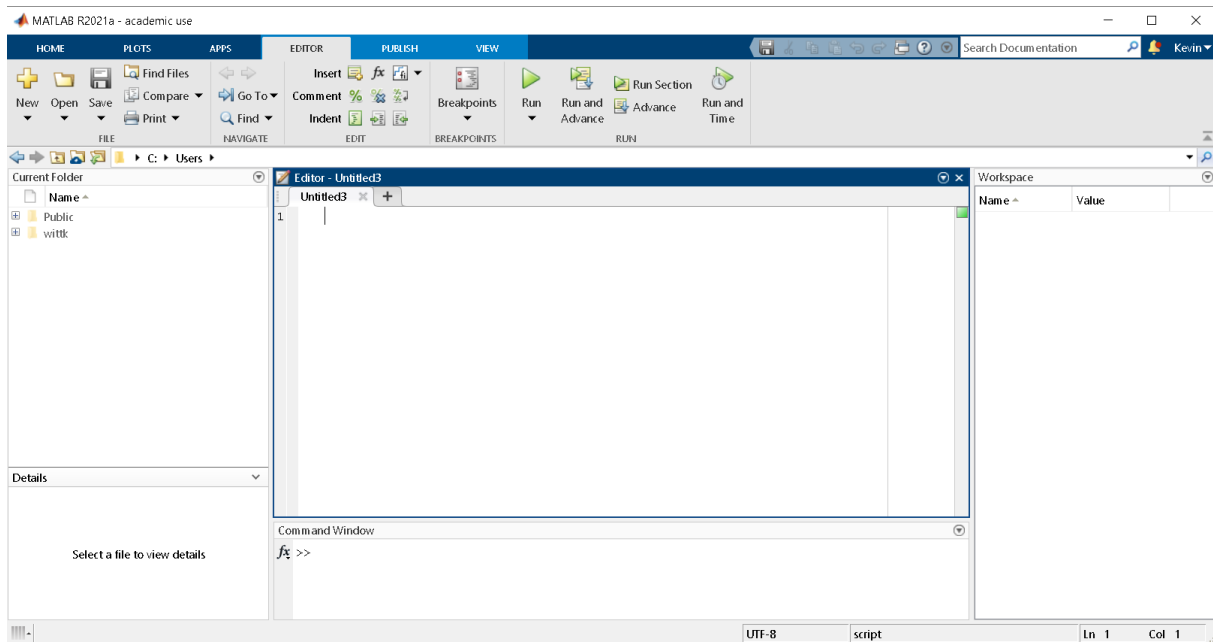 MATLAB R2021a - academic use
HOME PLOTS APPS EDITOR PUBLISH VIEW Search Documentation Kevin
New Open Save Find Files Compare Print
FILE
Go To Find
NAVIGATE
Insert fx
Comment %
Indent
EDIT
Breakpoints
BREAKPOINTS
Run Run and Advance Run Section Advance Run and Time
RUN
C: Users
Current Folder
Name
Public
wittk
Details
Select a file to view details
Editor - Untitled3
Untitled3 +
1
Command Window
fx >>
Workspace
Name Value
UTF-8 script Ln 1 Col 1